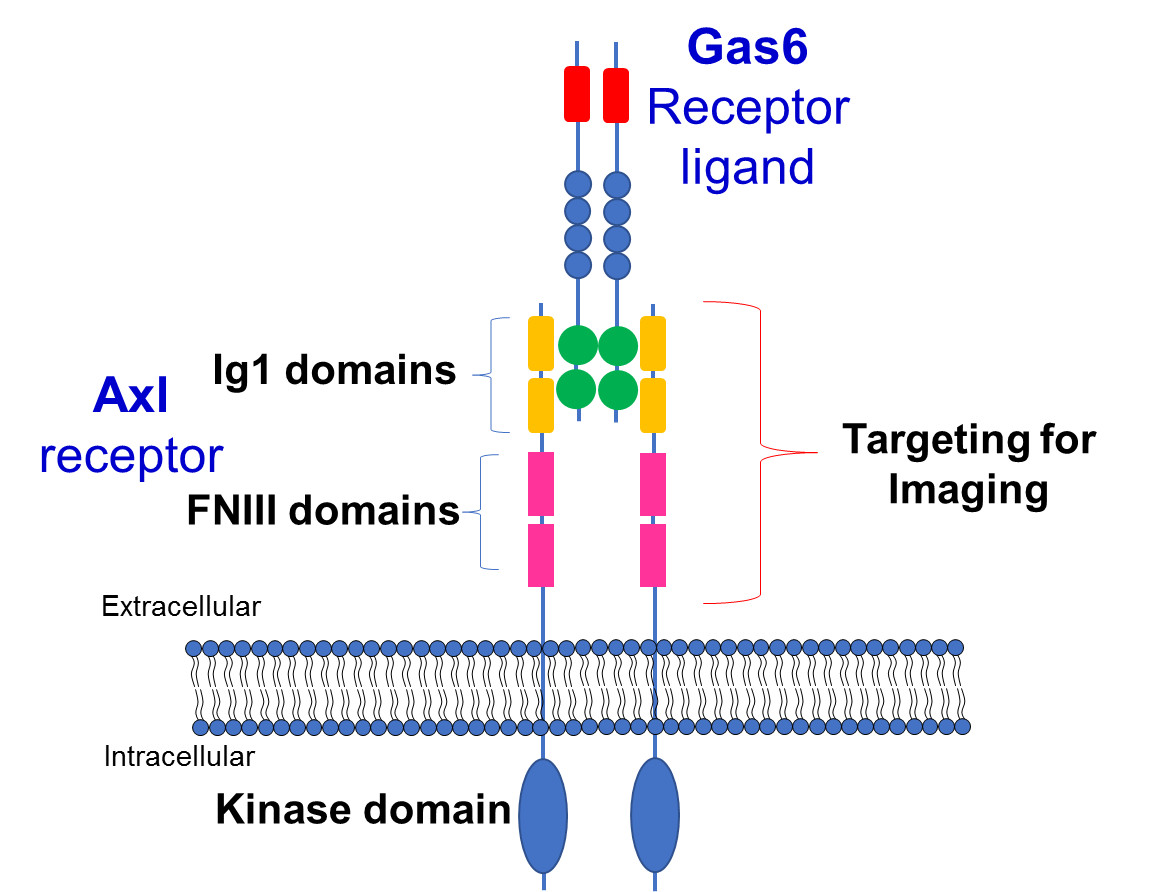 Gas6
Receptor
ligand
Ig1 domains
Axl
receptor
FNIII domains
Targeting for
Imaging
Extracellular
Intracellular
Kinase domain